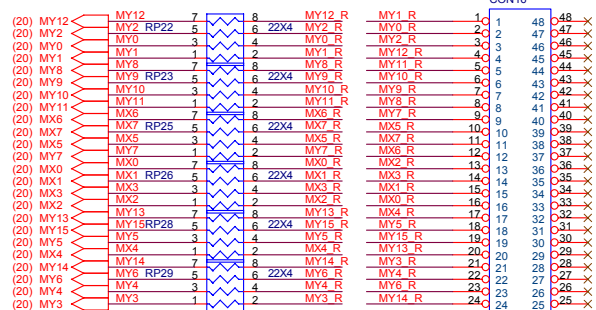 (20) MY12 MY12 7 8 MY12_R MY1_R 1 1 48 48
(20) MY2 MY2 RP22 5 6 22X4 MY2_R MY0_R 2 2 47 47
(20) MY0 MY0 3 4 MY0_R MY2_R 3 3 46 46
(20) MY1 MY1 1 2 MY1_R MY12_R 4 4 45 45
(20) MY8 MY8 7 8 MY8_R MY11_R 5 5 44 44
(20) MY9 MY9 RP23 5 6 22X4 MY9_R MY10_R 6 6 43 43
(20) MY10 MY10 3 4 MY10_R MY9_R 7 7 42 42
(20) MY11 MY11 1 2 MY11_R MY8_R 8 8 41 41
(20) MX6 MX6 7 8 MX6_R MY7_R 9 9 40 40
(20) MX7 MX7 RP25 5 6 22X4 MX7_R MX5_R 10 10 39 39
(20) MX5 MX5 3 4 MX5_R MX7_R 11 11 38 38
(20) MY7 MY7 1 2 MY7_R MX6_R 12 12 37 37
(20) MX0 MX0 7 8 MX0_R MX2_R 13 13 36 36
(20) MX1 MX1 RP26 5 6 22X4 MX1_R MX3_R 14 14 35 35
(20) MX3 MX3 3 4 MX3_R MX1_R 15 15 34 34
(20) MX2 MX2 1 2 MX2_R MX0_R 16 16 33 33
(20) MY13 MY13 7 8 MY13_R MX4_R 17 17 32 32
(20) MY15 MY15 RP28 5 6 22X4 MY15_R MY5_R 18 18 31 31
(20) MY5 MY5 3 4 MY5_R MY15_R 19 19 30 30
(20) MX4 MX4 1 2 MX4_R MY13_R 20 20 29 29
(20) MY14 MY14 7 8 MY14_R MY3_R 21 21 28 28
(20) MY6 MY6 RP29 5 6 22X4 MY6_R MY4_R 22 22 27 27
(20) MY4 MY4 3 4 MY4_R MY6_R 23 23 26 26
(20) MY3 MY3 1 2 MY3_R MY14_R 24 24 25 25